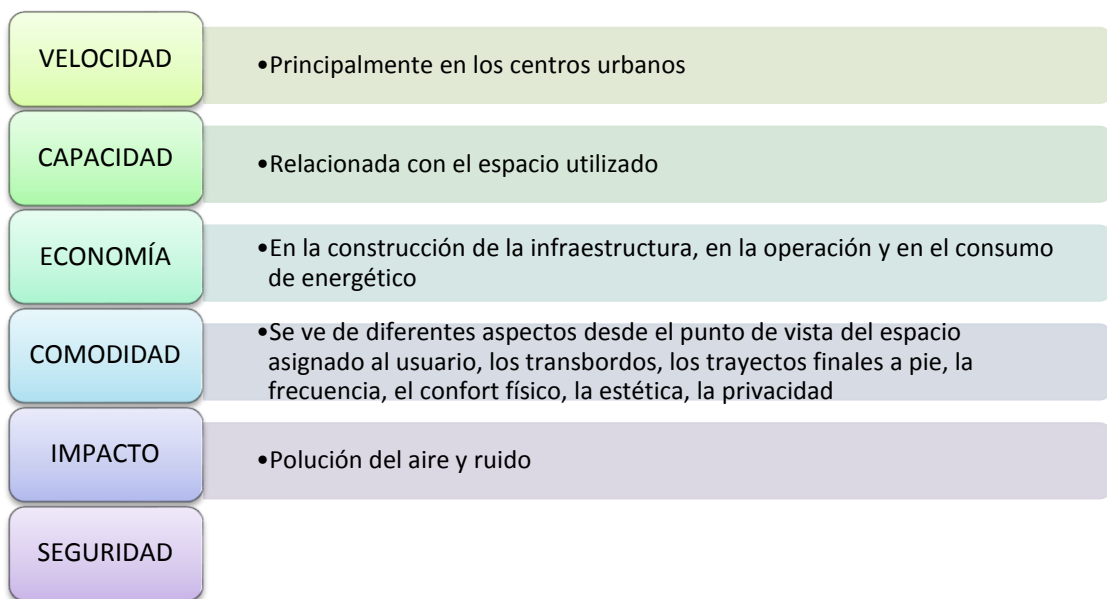 VELOCIDAD
•Principalmente en los centros urbanos
CAPACIDAD
•Relacionada con el espacio utilizado
ECONOMÍA
•En la construcción de la infraestructura, en la operación y en el consumo
de energético
COMODIDAD
•Se ve de diferentes aspectos desde el punto de vista del espacio
asignado al usuario, los transbordos, los trayectos finales a pie, la
frecuencia, el confort físico, la estética, la privacidad
IMPACTO
•Polución del aire y ruido
SEGURIDAD